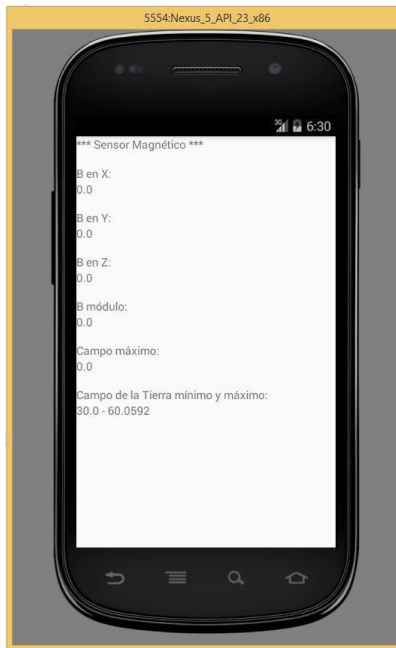 5554:Nexus_5_API_23_x86
3G 6:30
*** Sensor Magnético ***
B en X:
0.0
B en Y:
0.0
B en Z:
0.0
B módulo:
0.0
Campo máximo:
0.0
Campo de la Tierra mínimo y máximo:
30.0 - 60.0592